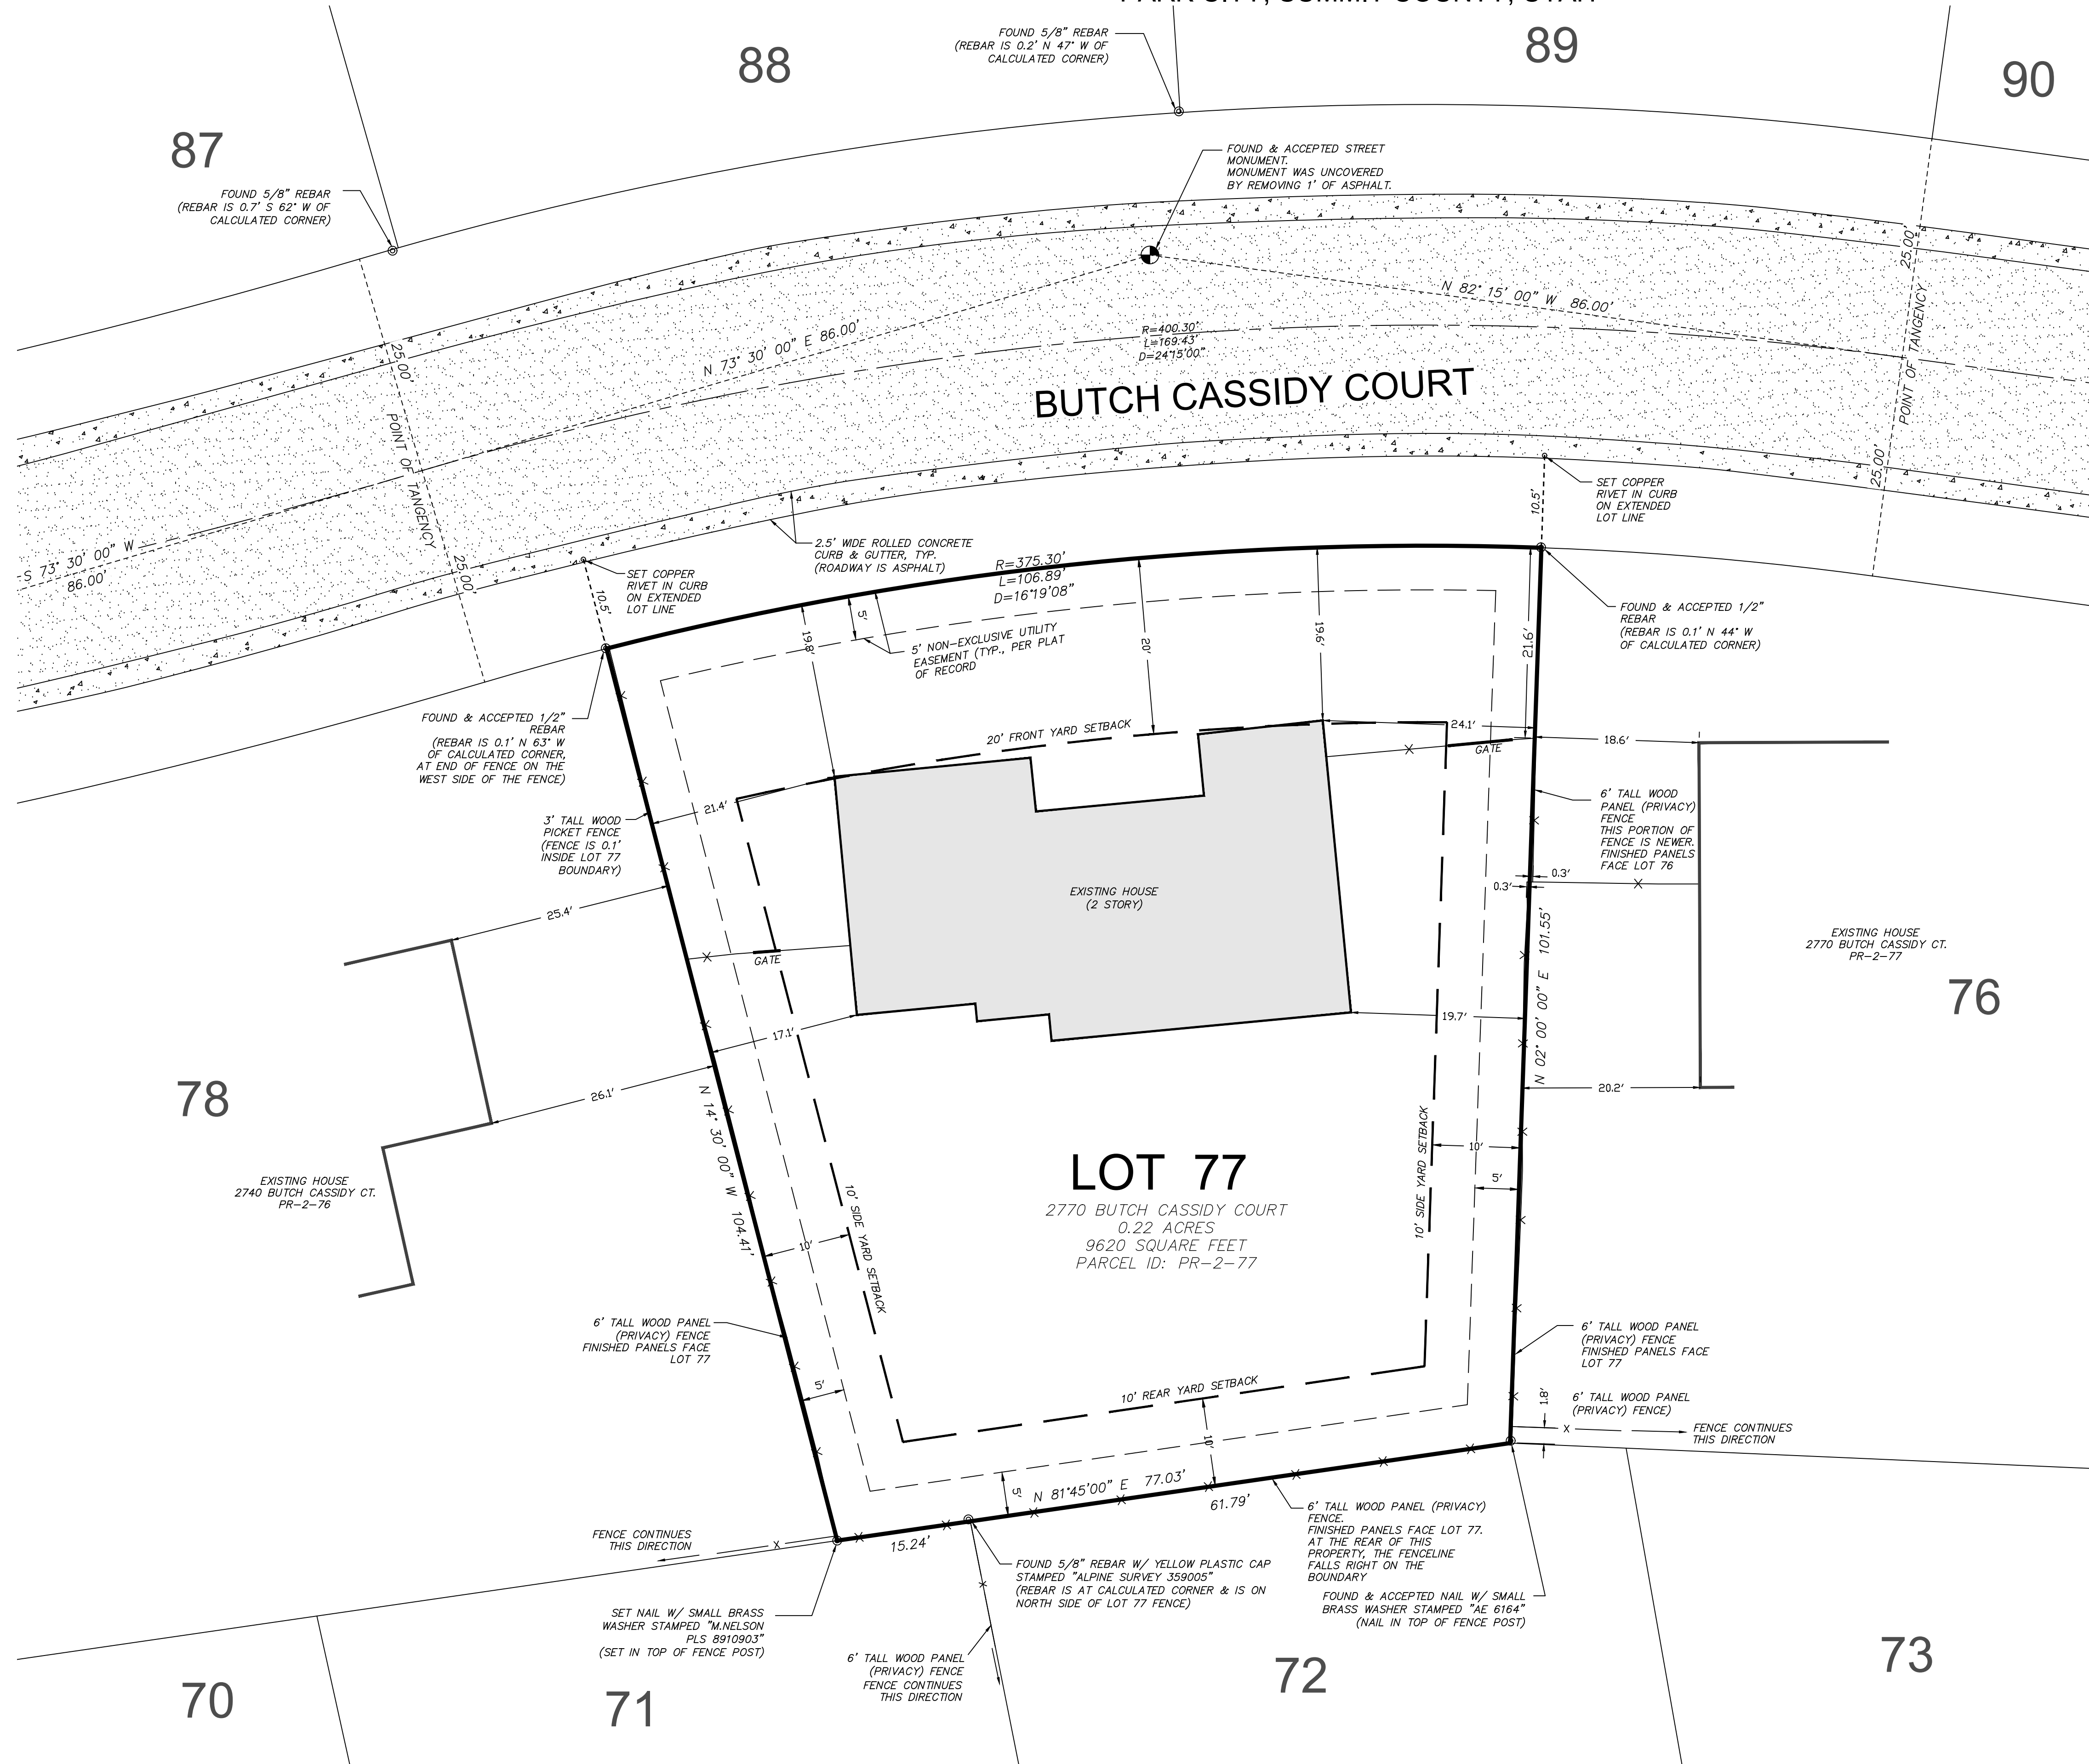 FOUND 5/8" REBAR
(REBAR IS 0.2' N 47° W OF
CALCULATED CORNER)
88
89
90
87
FOUND 5/8" REBAR
(REBAR IS 0.7' S 62° W OF
CALCULATED CORNER)
FOUND & ACCEPTED STREET
MONUMENT.
MONUMENT WAS UNCOVERED
BY REMOVING 1' OF ASPHALT.
25.00'
POINT OF TANGENCY
25.00'
N 73° 30' 00" E 86.00'
N 82° 15' 00" W 86.00'
R=400.30'
L=169.43'
D=24°15'00"
BUTCH CASSIDY COURT
25.00'
POINT OF TANGENCY
25.00'
S 73° 30' 00" W
86.00'
SET COPPER
RIVET IN CURB
ON EXTENDED
LOT LINE
10.5'
2.5' WIDE ROLLED CONCRETE
CURB & GUTTER, TYP.
(ROADWAY IS ASPHALT)
R=375.30'
L=106.89'
D=16°19'08"
10.5'
SET COPPER
RIVET IN CURB
ON EXTENDED
LOT LINE
FOUND & ACCEPTED 1/2"
REBAR
(REBAR IS 0.1' N 44° W
OF CALCULATED CORNER)
19.8'
5'
5' NON-EXCLUSIVE UTILITY
EASEMENT (TYP., PER PLAT
OF RECORD
20'
19.6'
21.6'
FOUND & ACCEPTED 1/2"
REBAR
(REBAR IS 0.1' N 63° W
OF CALCULATED CORNER,
AT END OF FENCE ON THE
WEST SIDE OF THE FENCE)
20' FRONT YARD SETBACK
24.1'
GATE
18.6'
3' TALL WOOD
PICKET FENCE
(FENCE IS 0.1'
INSIDE LOT 77
BOUNDARY)
21.4'
6' TALL WOOD
PANEL (PRIVACY)
FENCE
THIS PORTION OF
FENCE IS NEWER.
FINISHED PANELS
FACE LOT 76
0.3'
0.3'
25.4'
GATE
EXISTING HOUSE
(2 STORY)
EXISTING HOUSE
2770 BUTCH CASSIDY CT.
PR-2-77
76
17.1'
19.7'
N 02° 00' 00" E 101.55'
20.2'
78
26.1'
N 14° 30' 00" W 104.41'
EXISTING HOUSE
2740 BUTCH CASSIDY CT.
PR-2-76
10'
10' SIDE YARD SETBACK
LOT 77
2770 BUTCH CASSIDY COURT
0.22 ACRES
9620 SQUARE FEET
PARCEL ID: PR-2-77
10' SIDE YARD SETBACK
10'
5'
6' TALL WOOD PANEL
(PRIVACY) FENCE
FINISHED PANELS FACE
LOT 77
5'
6' TALL WOOD PANEL
(PRIVACY) FENCE
FINISHED PANELS FACE
LOT 77
10' REAR YARD SETBACK
10'
1.8'
6' TALL WOOD PANEL
(PRIVACY) FENCE)
FENCE CONTINUES
THIS DIRECTION
5'
N 81°45'00" E 77.03'
61.79'
15.24'
FENCE CONTINUES
THIS DIRECTION
6' TALL WOOD PANEL (PRIVACY)
FENCE.
FINISHED PANELS FACE LOT 77.
AT THE REAR OF THIS
PROPERTY, THE FENCELINE
FALLS RIGHT ON THE
BOUNDARY
FOUND 5/8" REBAR W/ YELLOW PLASTIC CAP
STAMPED "ALPINE SURVEY 359005"
(REBAR IS AT CALCULATED CORNER & IS ON
NORTH SIDE OF LOT 77 FENCE)
FOUND & ACCEPTED NAIL W/ SMALL
BRASS WASHER STAMPED "AE 6164"
(NAIL IN TOP OF FENCE POST)
SET NAIL W/ SMALL BRASS
WASHER STAMPED "M.NELSON
PLS 8910903"
(SET IN TOP OF FENCE POST)
6' TALL WOOD PANEL
(PRIVACY) FENCE
FENCE CONTINUES
THIS DIRECTION
70
71
72
73